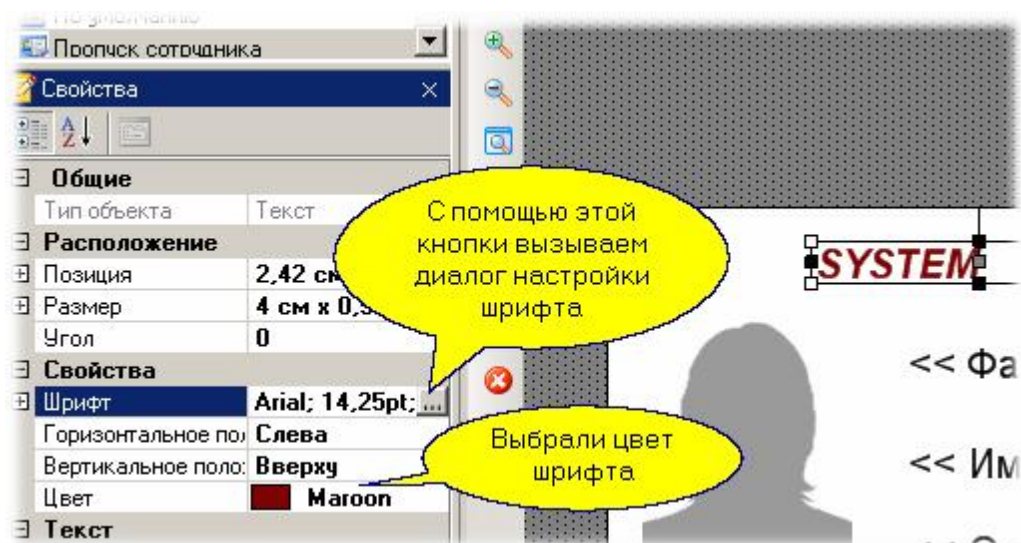 По умолчанию
Пропуск сотрудника
Свойства
Общие
Тип объекта Текст
Расположение
Позиция 2,42 см
Размер 4 см x 0,
Угол 0
Свойства
Шрифт Arial; 14,25pt; ...
Горизонтальное по Слева
Вертикальное поло: Вверху
Цвет Maroon
Текст
С помощью этой
кнопки вызываем
диалог настройки
шрифта
Выбрали цвет
шрифта
SYSTEM
<< Фа
<< Им